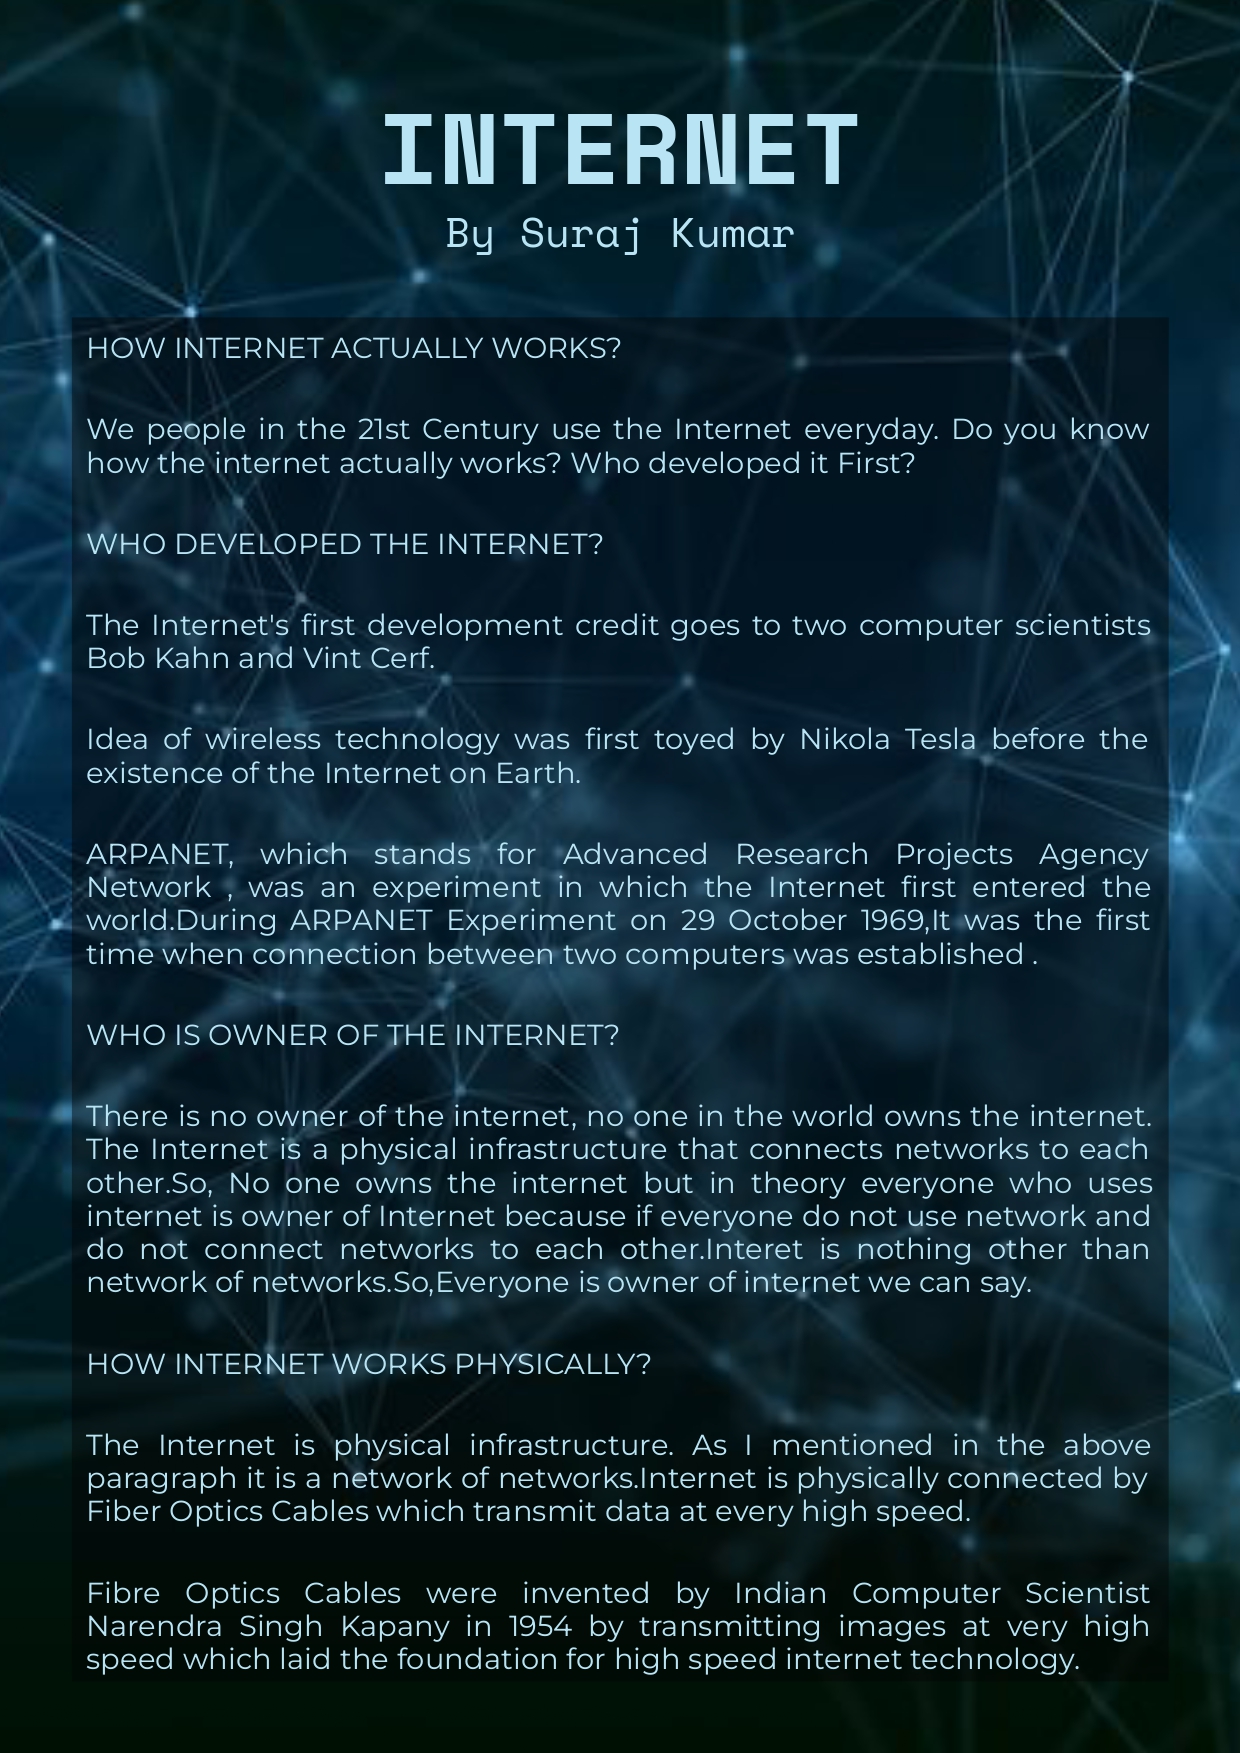 INTERNET
By Suraj Kumar
HOW INTERNET ACTUALLY WORKS?
We people in the 21st Century use the Internet everyday. Do you know
how the internet actually works? Who developed it First?
WHO DEVELOPED THE INTERNET?
The Internet's first development credit goes to two computer scientists
Bob Kahn and Vint Cerf.
Idea of wireless technology was first toyed by Nikola Tesla before the
existence of the Internet on Earth.
ARPANET, which stands for Advanced Research Projects Agency
Network , was an experiment in which the Internet first entered the
world.During ARPANET Experiment on 29 October 1969,It was the first
time when connection between two computers was established .
WHO IS OWNER OF THE INTERNET?
There is no owner of the internet, no one in the world owns the internet.
The Internet is a physical infrastructure that connects networks to each
other.So, No one owns the internet but in theory everyone who uses
internet is owner of Internet because if everyone do not use network and
do not connect networks to each other.Interet is nothing other than
network of networks.So,Everyone is owner of internet we can say.
HOW INTERNET WORKS PHYSICALLY?
The Internet is physical infrastructure. As I mentioned in the above
paragraph it is a network of networks.Internet is physically connected by
Fiber Optics Cables which transmit data at every high speed.
Fibre Optics Cables were invented by Indian Computer Scientist
Narendra Singh Kapany in 1954 by transmitting images at very high
speed which laid the foundation for high speed internet technology.